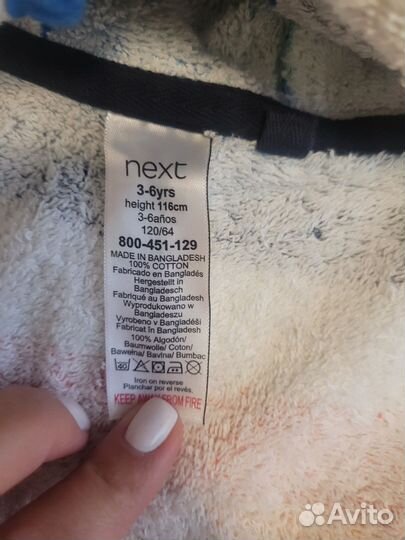 next
3-6yrs
height 116cm
3-6años
120/64
800-451-129
MADE IN BANGLADESH
100% COTTON
Fabricado en Bangladés
Hergestellt in
Bangladesch
Fabriqué au Bangladesh
Wyprodukowano w
Bangladeszu
Vyrobeno v Bangladéši
Fabricat în Bangladesh
100% Algodón/
Baumwolle/ Coton/
Bawełna/ Bavlna/ Bumbac
40
Iron on reverse
Planchar por el revés.
KEEP AWAY FROM FIRE
Avito